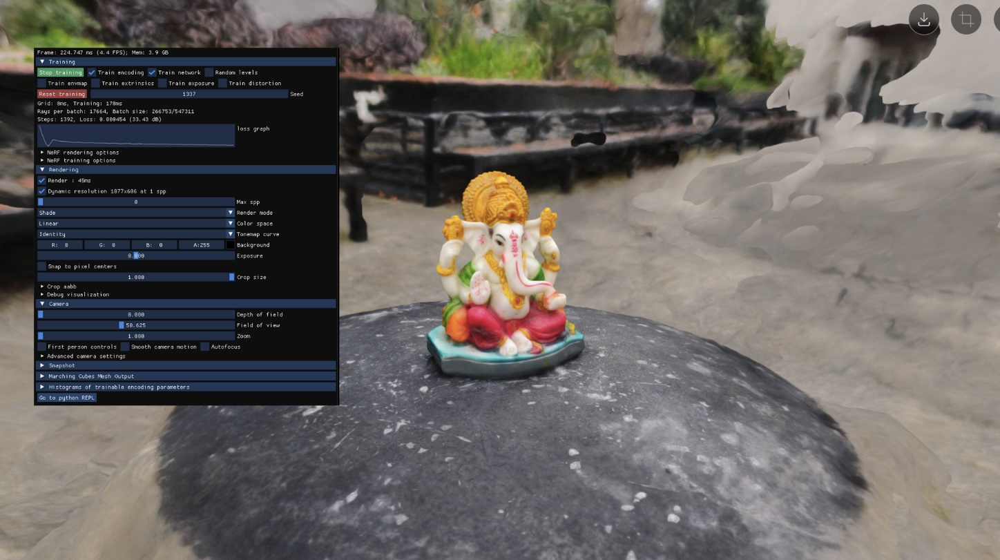 Frame: 224.747 ms (4.4 FPS); Mem: 3.9 GB
Training
Stop training Train encoding Train network Random levels
Train envmap Train extrinsics Train exposure Train distortion
Reset training 1337 Seed
Grid: 8ms, Training: 178ms
Rays per batch: 17664, Batch size: 266753/547311
Steps: 1392, Loss: 0.000454 (33.43 dB)
loss graph
NeRF rendering options
NeRF training options
Rendering
Render : 45ms
Dynamic resolution 1077x606 at 1 spp
0 Max spp
Shade Render mode
Linear Color space
Identity Tonemap curve
R: 0 G: 0 B: 0 A:255 Background
0.000 Exposure
Snap to pixel centers
1.000 Crop size
Crop aabb
Debug visualization
Camera
0.000 Depth of field
50.625 Field of view
1.000 Zoom
First person controls Smooth camera motion Autofocus
Advanced camera settings
Snapshot
Marching Cubes Mesh Output
Histograms of trainable encoding parameters
Go to python REPL